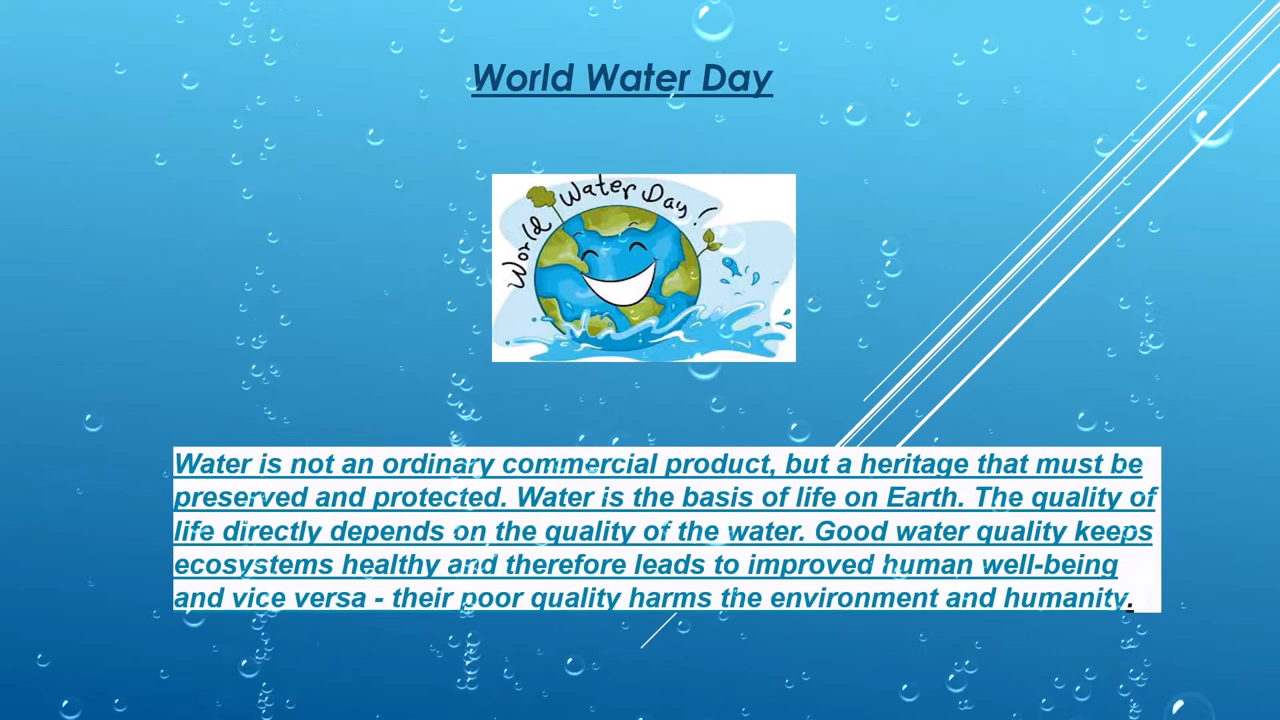 World Water Day
World Water Day!
Water is not an ordinary commercial product, but a heritage that must be
preserved and protected. Water is the basis of life on Earth. The quality of
life directly depends on the quality of the water. Good water quality keeps
ecosystems healthy and therefore leads to improved human well-being
and vice versa - their poor quality harms the environment and humanity.